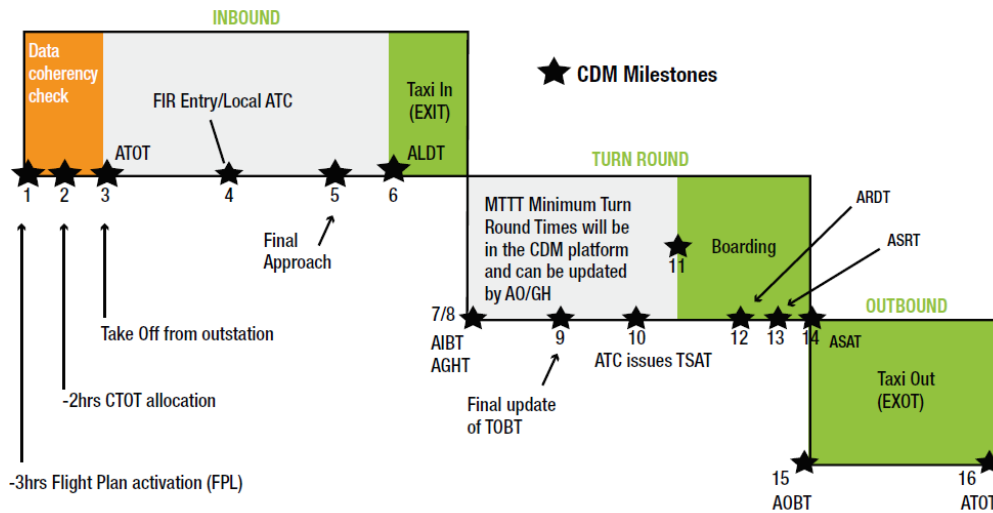 INBOUND
Data
coherency
check
FIR Entry/Local ATC
Taxi In
(EXIT)
CDM Milestones
ATOT
ALDT
1
2
3
4
5
6
TURN ROUND
MTTT Minimum Turn
Round Times will be
in the CDM platform
and can be updated
by AO/GH
11
Boarding
ARDT
ASRT
Final
Approach
Take Off from outstation
-2hrs CTOT allocation
-3hrs Flight Plan activation (FPL)
7/8
AIBT
AGHT
9
10
12
13
14
ATC issues TSAT
ASAT
Final update
of TOBT
OUTBOUND
Taxi Out
(EXOT)
15
AOBT
16
ATOT